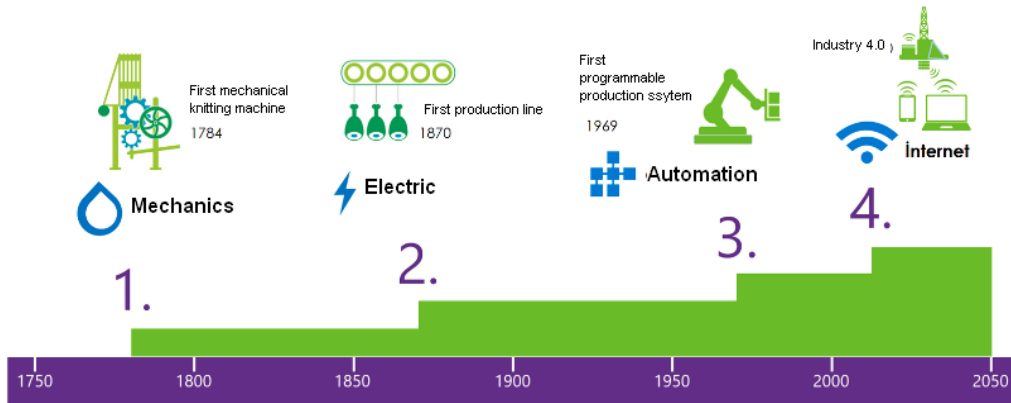 First mechanical
knitting machine
1784
Mechanics
First production line
1870
Electric
First
programmable
production ssytem
1969
Automation
Industry 4.0 )
İnternet
1.
2.
3.
4.
1750
1800
1850
1900
1950
2000
2050